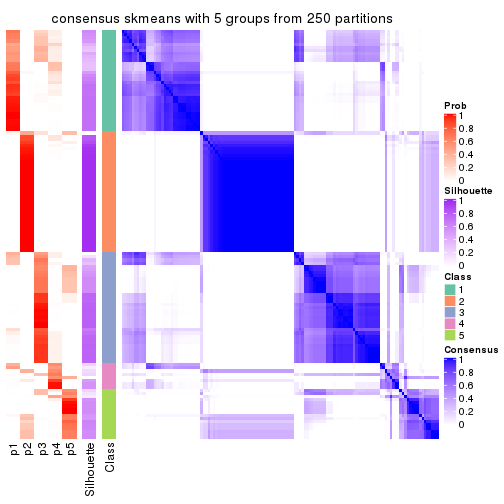 consensus skmeans with 5 groups from 250 partitions
Prob
1
0.8
0.6
0.4
0.2
0
Silhouette
1
0.8
0.6
0.4
0.2
0
Class
1
2
3
4
5
Consensus
1
0.8
0.6
0.4
0.2
0
p1
p2
p3
p4
p5
Silhouette
Class